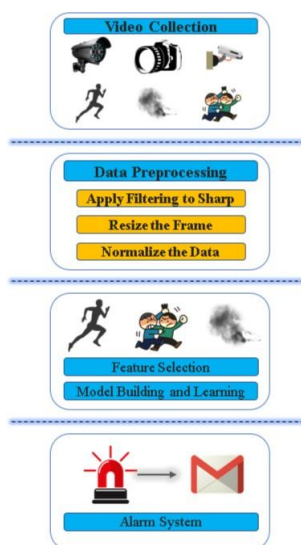 Video Collection
Data Preprocessing
Apply Filtering to Sharp
Resize the Frame
Normalize the Data
Feature Selection
Model Building and Learning
Alarm System